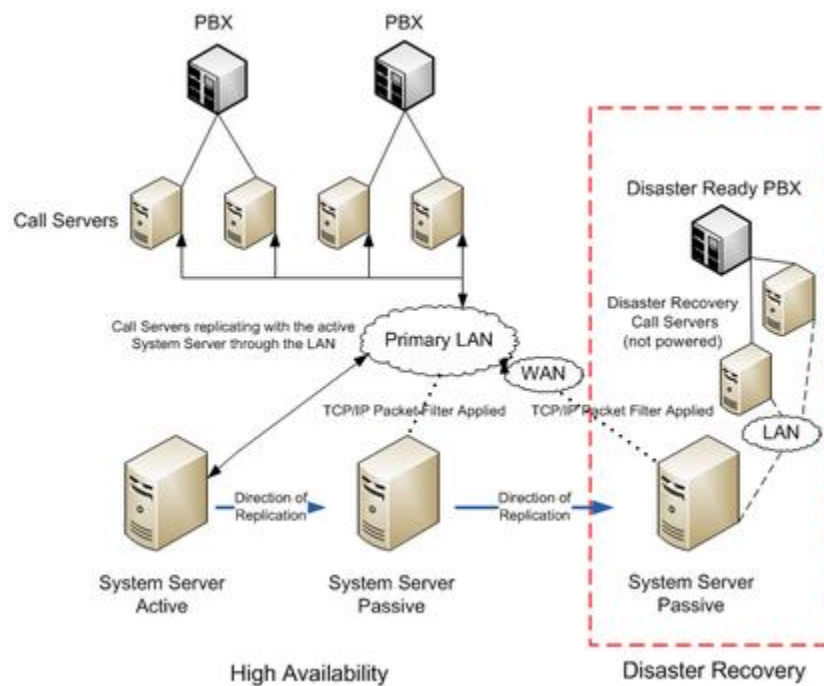 PBX
PBX
Call Servers
Disaster Ready PBX
Disaster Recovery
Call Servers
(not powered)
Call Servers replicating with the active
System Server through the LAN
Primary LAN
WAN
TCP/IP Packet Filter Applied
TCP/IP Packet Filter Applied
LAN
Direction of
Replication
Direction of
Replication
System Server
Active
System Server
Passive
System Server
Passive
High Availability
Disaster Recovery